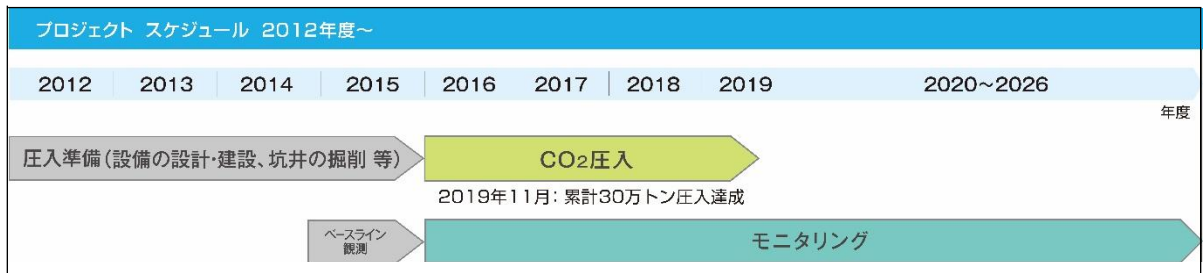 プロジェクト スケジュール 2012年度～
2012 2013 2014 2015 2016 2017 2018 2019 2020～2026
年度
圧入準備(設備の設計・建設、坑井の掘削 等)
CO2圧入
2019年11月: 累計30万トン圧入達成
ベースライン
観測
モニタリング